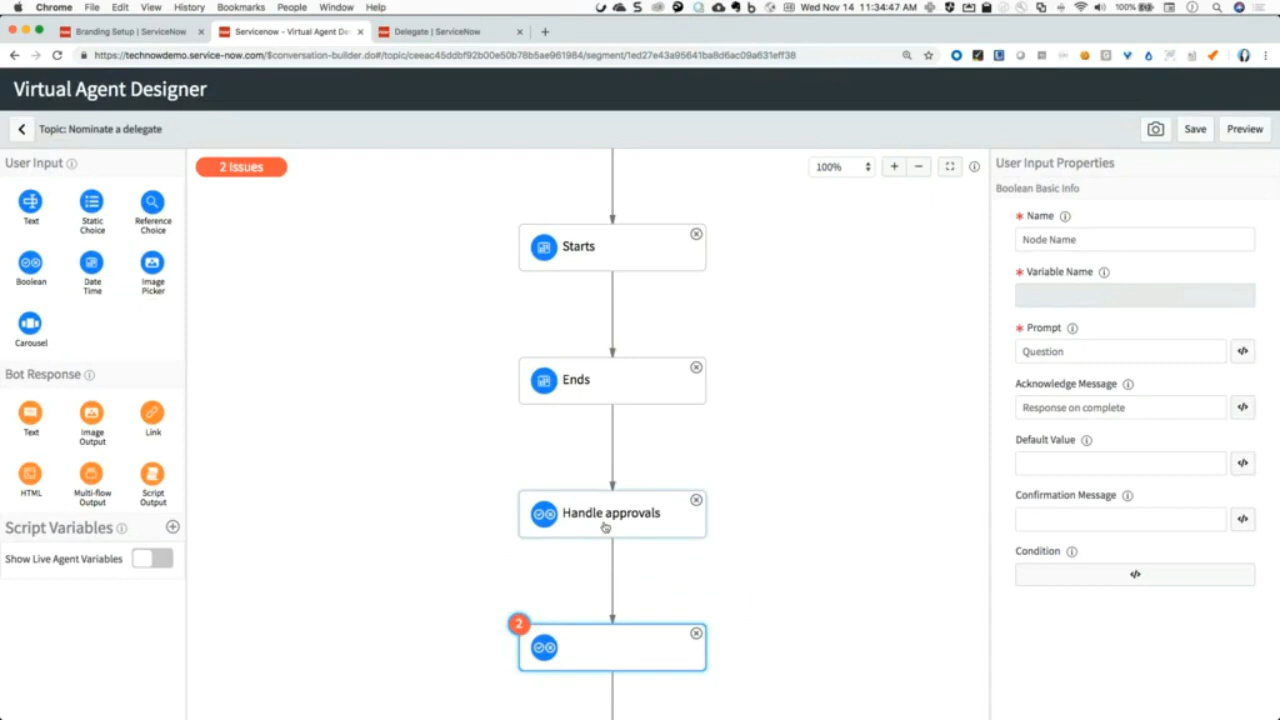 Chrome File Edit View History Bookmarks People Window Help 100% Wed Nov 14 11:34:47 AM
Branding Setup | ServiceNow
Servicenow - Virtual Agent De
Delegate | ServiceNow
https://technowdemo.service-now.com/$conversation-builder.do#/topic/ceeac45ddbf92b00e50b78b5ae961984/segment/1ed27e43a95641ba8d6ac09a631eff38
Virtual Agent Designer
Topic: Nominate a delegate
Save
Preview
User Input
Text
Static
Choice
Reference
Choice
Boolean
Date
Time
Image
Picker
Carousel
Bot Response
Text
Image
Output
Link
HTML
Multi-flow
Output
Script
Output
Script Variables
Show Live Agent Variables
2 Issues
100%
Starts
Ends
Handle approvals
2
User Input Properties
Boolean Basic Info
* Name
Node Name
* Variable Name
* Prompt
Question
Acknowledge Message
Response on complete
Default Value
Confirmation Message
Condition